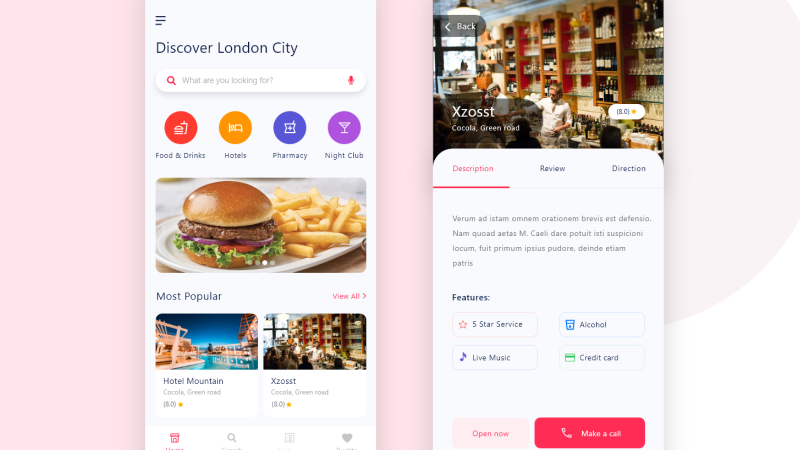 Discover London City
What are you looking for?
Food & Drinks
Hotels
Pharmacy
Night Club
Most Popular
View All
Hotel Mountain
Cocola, Green road
(8.0)
Xzosst
Cocola, Green road
(8.0)
Back
Xzosst
(8.0)
Cocola, Green road
Description
Review
Direction
Verum ad istam omnem orationem brevis est defensio.
Nam quoad aetas M. Caeli dare potuit isti suspicioni
locum, fuit primum ipsius pudore, deinde etiam
patris
Features:
5 Star Service
Alcohol
Live Music
Credit card
Open now
Make a call